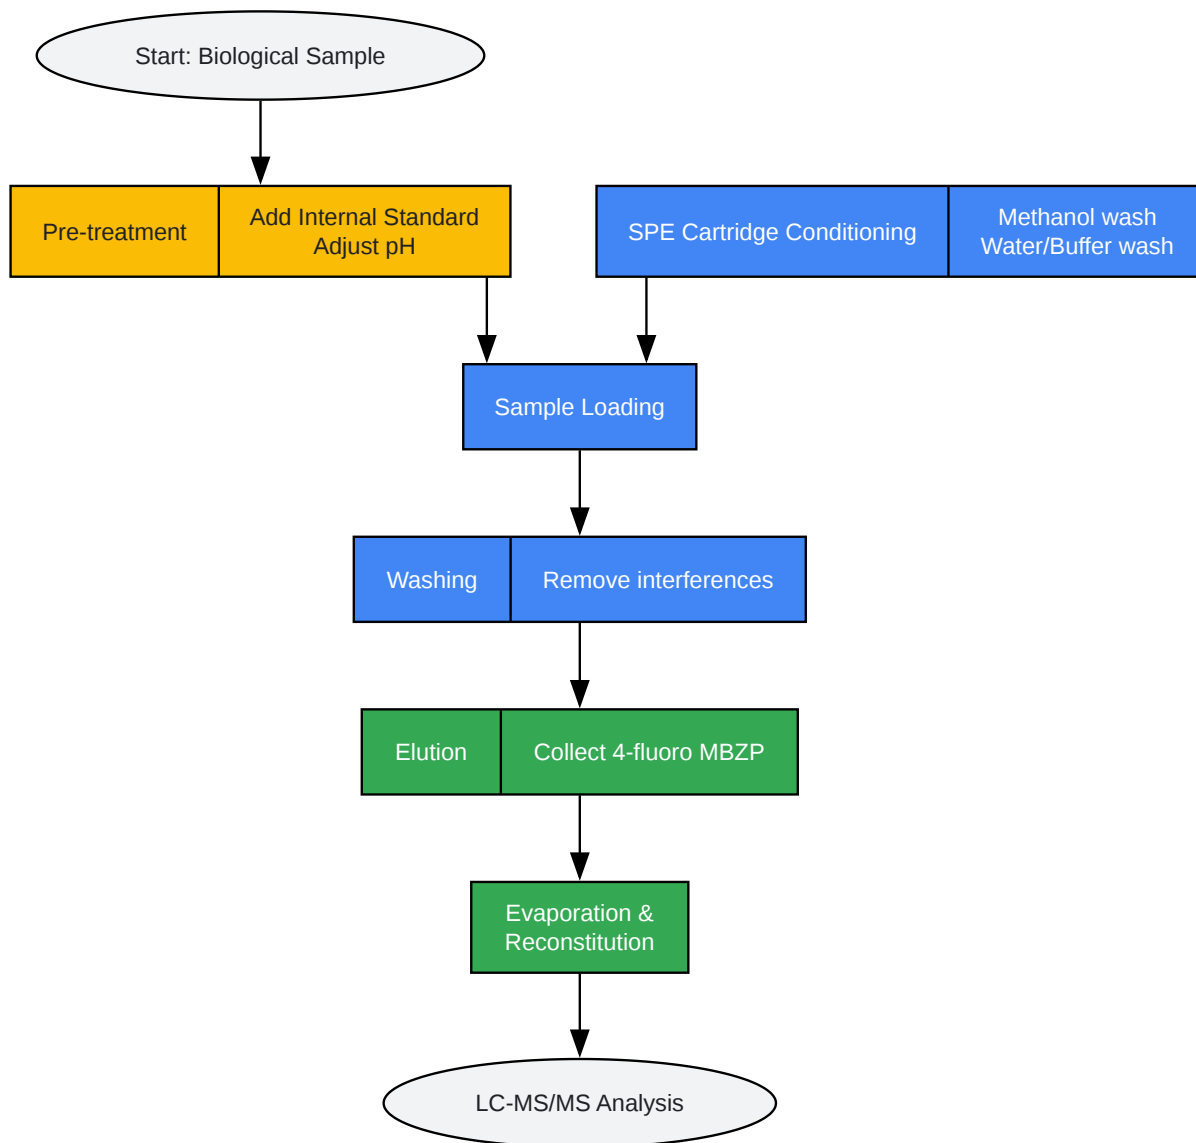 Start: Biological Sample
Pre-treatment
Add Internal Standard
Adjust pH
SPE Cartridge Conditioning
Methanol wash
Water/Buffer wash
Sample Loading
Washing
Remove interferences
Elution
Collect 4-fluoro MBZP
Evaporation &
Reconstitution
LC-MS/MS Analysis